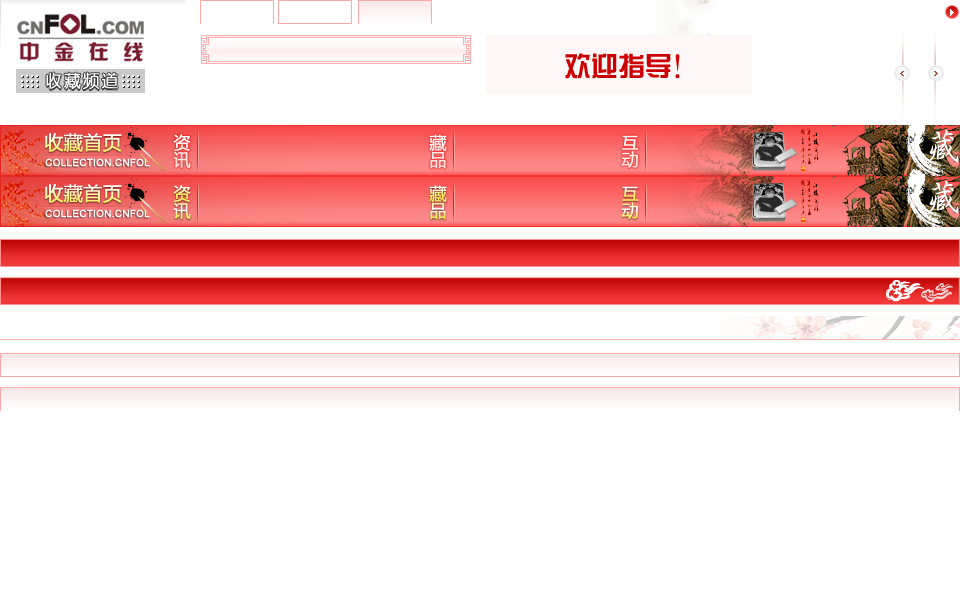 CNFOL.COM
中金在线
收藏频道
欢迎指导！
收藏首页
COLLECTION.CNFOL
资讯
藏品
互动
藏
收藏首页
COLLECTION.CNFOL
资讯
藏品
互动
藏